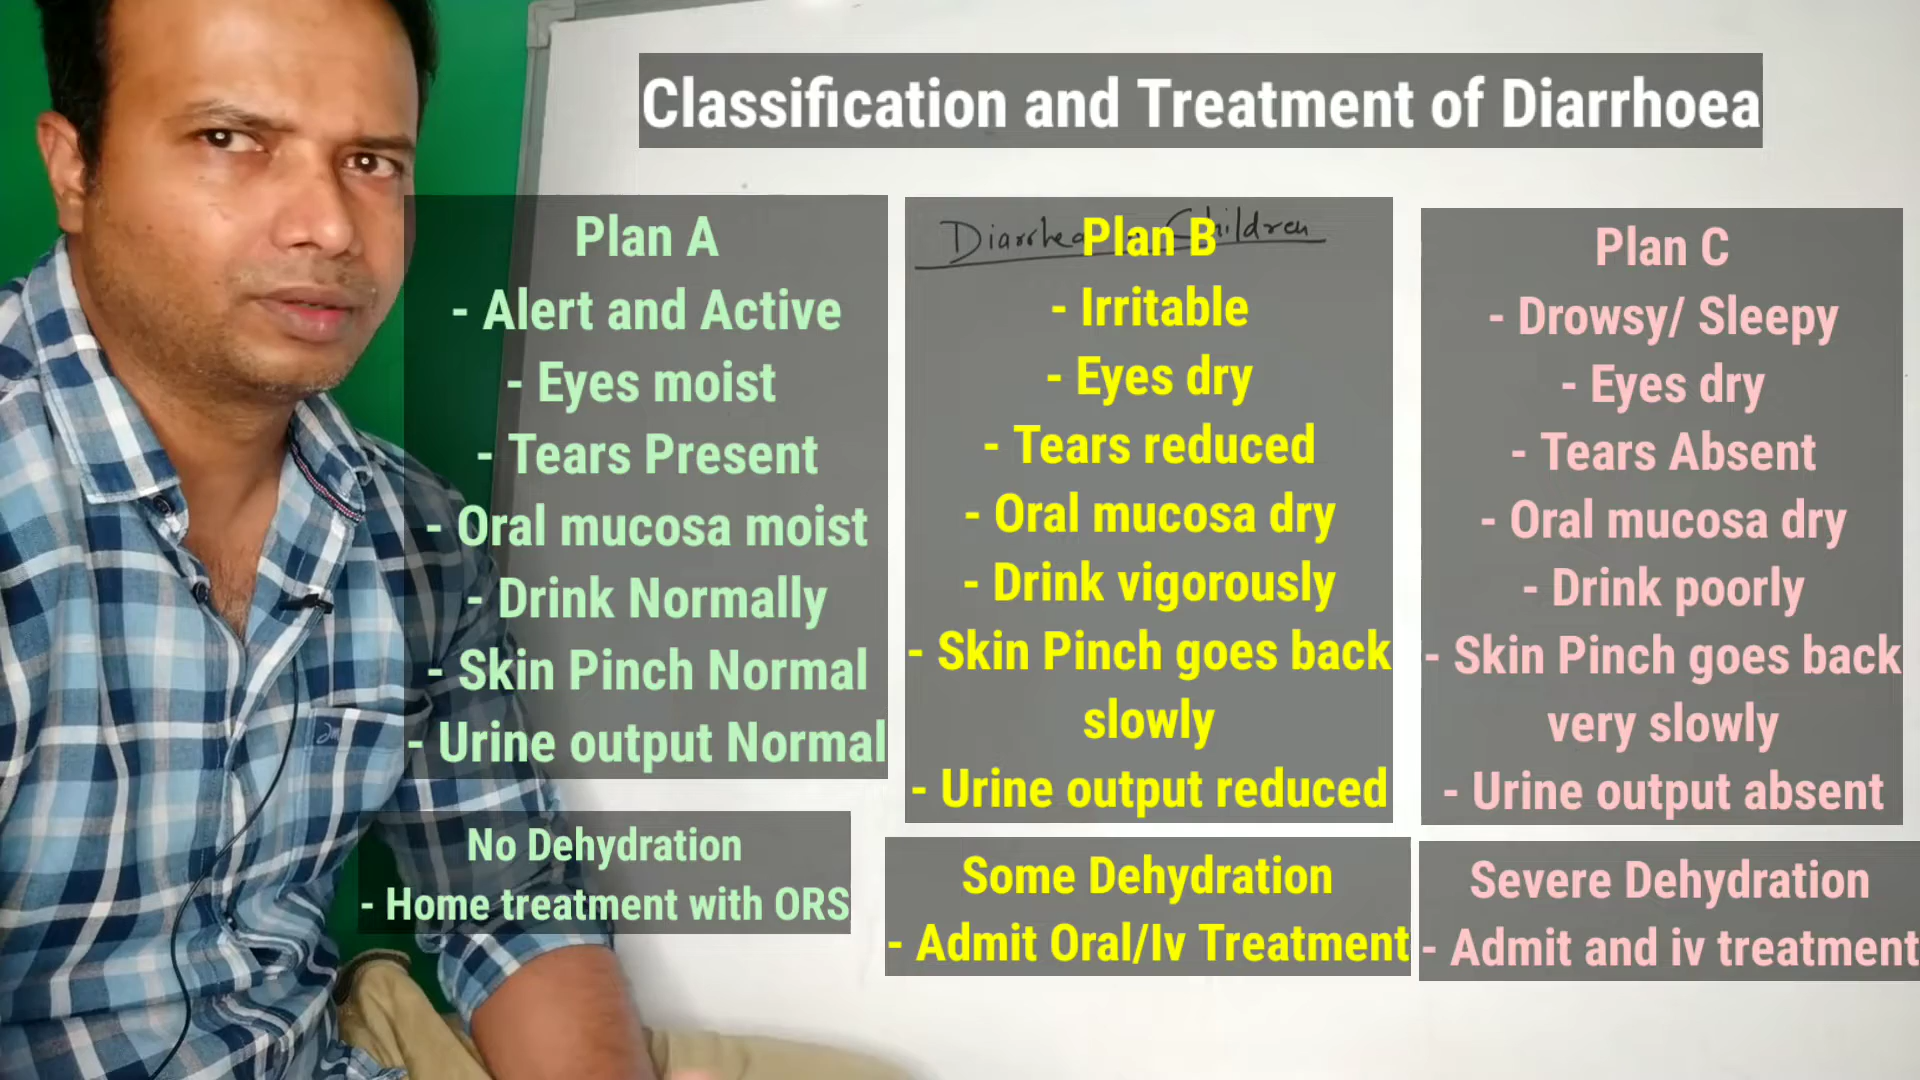 Classification and Treatment of Diarrhoea
Plan A
- Alert and Active
- Eyes moist
- Tears Present
- Oral mucosa moist
- Drink Normally
- Skin Pinch Normal
- Urine output Normal
No Dehydration
- Home treatment with ORS
Diarrhea - Children
Plan B
- Irritable
- Eyes dry
- Tears reduced
- Oral mucosa dry
- Drink vigorously
- Skin Pinch goes back
slowly
- Urine output reduced
Some Dehydration
- Admit Oral/Iv Treatment
Plan C
- Drowsy/ Sleepy
- Eyes dry
- Tears Absent
- Oral mucosa dry
- Drink poorly
- Skin Pinch goes back
very slowly
- Urine output absent
Severe Dehydration
- Admit and iv treatment